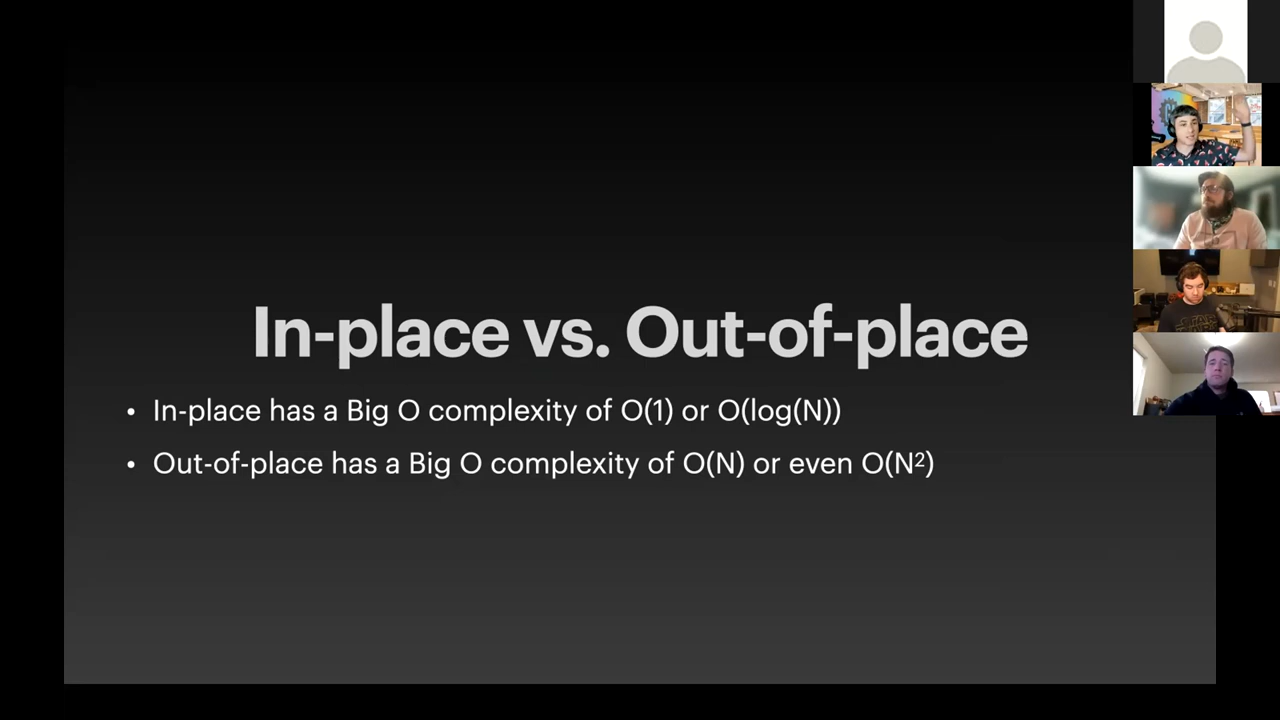 In-place vs. Out-of-place
• In-place has a Big O complexity of O(1) or O(log(N))
• Out-of-place has a Big O complexity of O(N) or even O(N²)